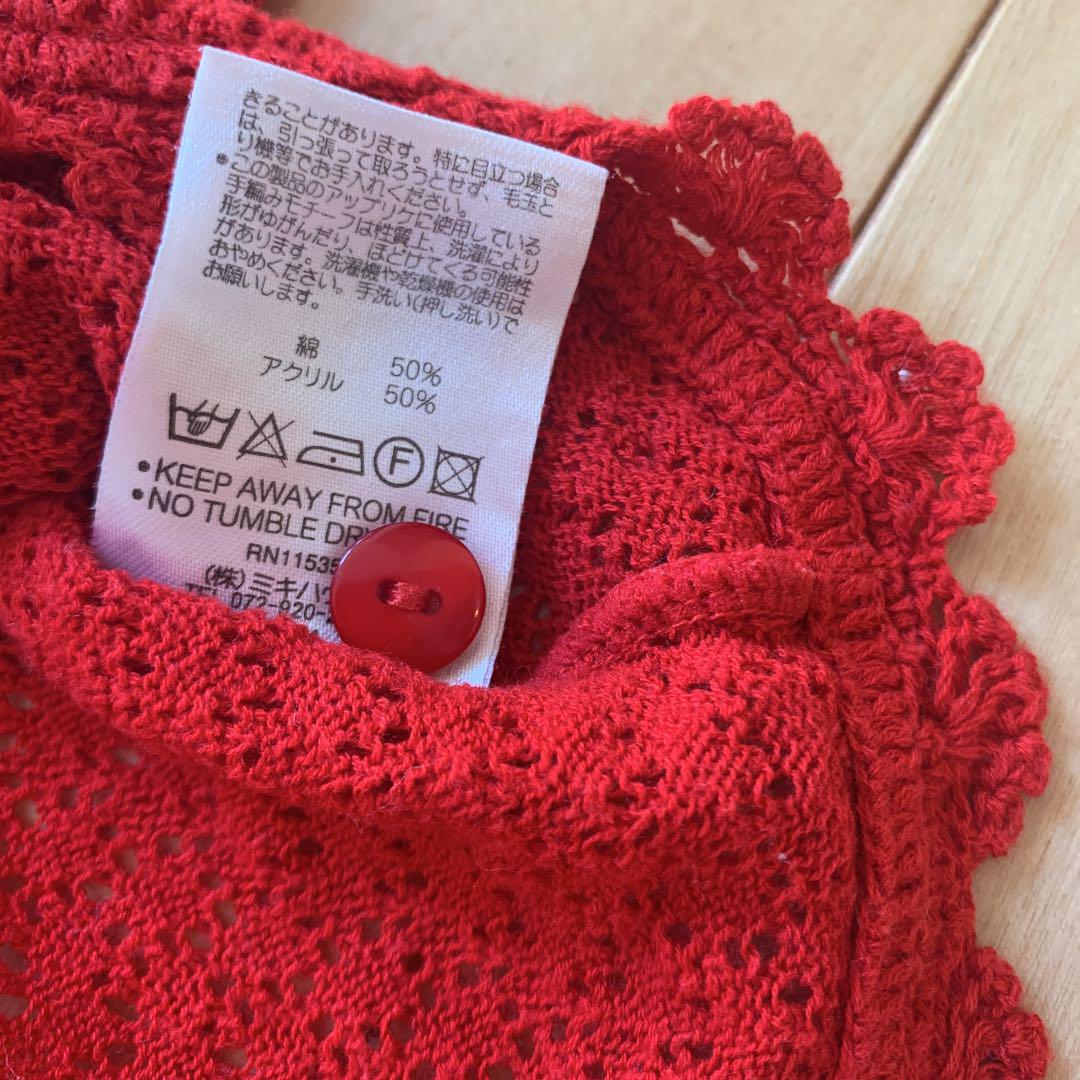 きることがあります。特に目立つ場合
は、引っ張って取ろうとせず、毛玉と
り機等でお手入れください。
●この製品のアップリケに使用している
手編みモチーフは性質上、洗濯により
形がゆがんだり、ほどけてくる可能性
があります。洗濯機や乾燥機の使用は
おやめください。手洗い(押し洗い)で
お願いします。
綿 50%
アクリル 50%
F
●KEEP AWAY FROM FIRE
●NO TUMBLE
RN11535
(株)ミキハ
TEL 072-920-